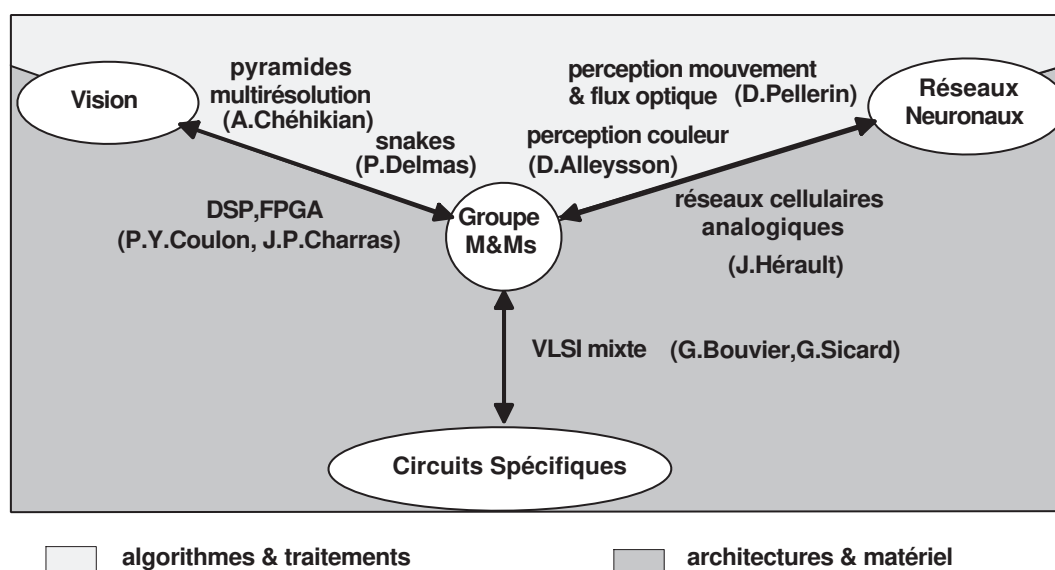 Vision
pyramides
multirésolution
(A.Chéhikian)
snakes
(P.Delmas)
perception mouvement
& flux optique (D.Pellerin)
perception couleur
(D.Alleysson)
Réseaux
Neuronaux
DSP,FPGA
(P.Y.Coulon, J.P.Charras)
Groupe
M&Ms
réseaux cellulaires
analogiques
(J.Hérault)
VLSI mixte (G.Bouvier,G.Sicard)
Circuits Spécifiques
algorithmes & traitements
architectures & matériel